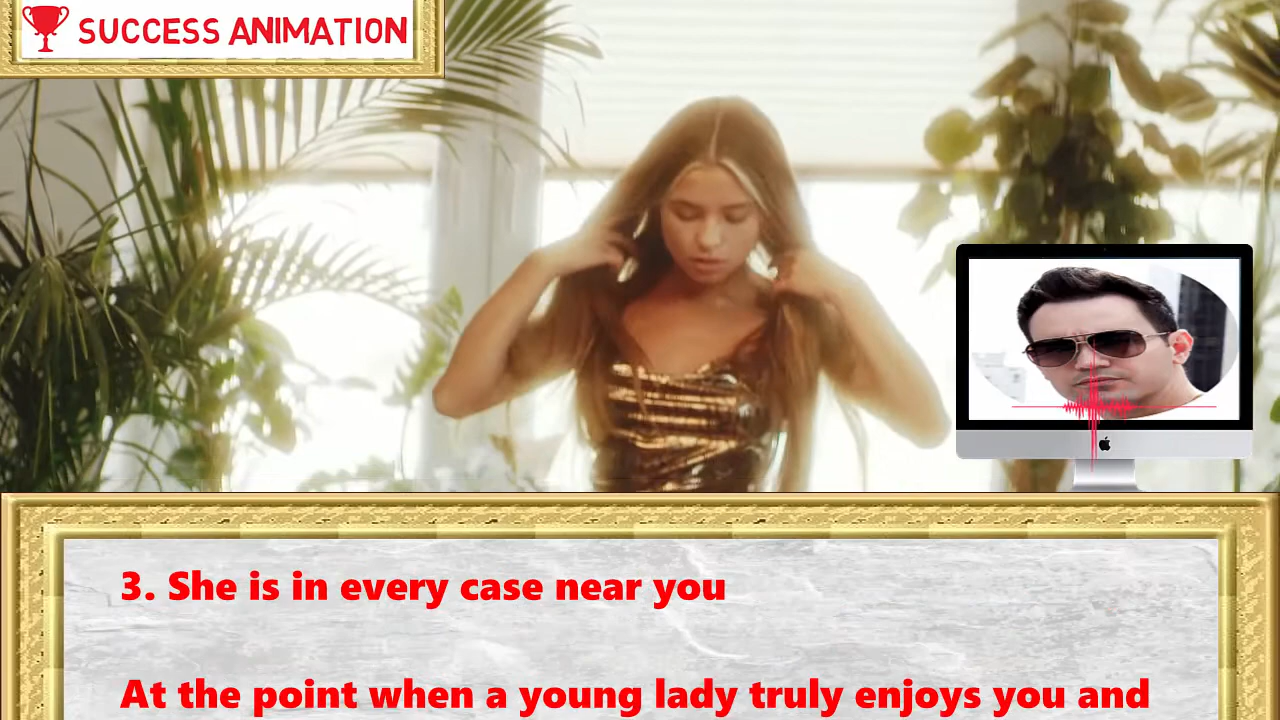 SUCCESS ANIMATION
3. She is in every case near you
At the point when a young lady truly enjoys you and